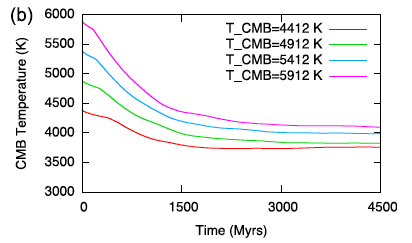 (b)
6000
5500
5000
4500
4000
3500
3000
CMB Temperature (K)
T_CMB=4412 K
T_CMB=4912 K
T_CMB=5412 K
T_CMB=5912 K
0 1500 3000 4500
Time (Myrs)